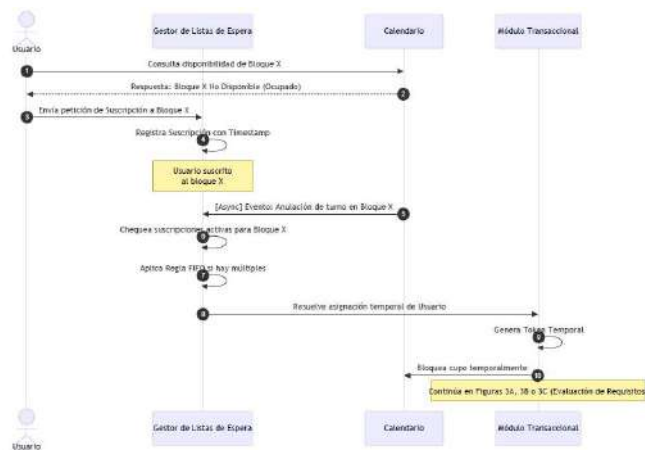 Usuario
Gestor de Listas de Espera
Calendario
Módulo Transaccional
1
Consulta disponibilidad de Bloque X
Respuesta: Bloque X No Disponible (Ocupado)
2
3
Envía petición de Suscripción a Bloque X
Registra Suscripción con Timestamp
4
Usuario suscrito
al bloque X
[Async] Evento: Anulación de turno en Bloque X
5
Chequea suscripciones activas para Bloque X
6
Aplica Regla FIFO si hay múltiples
7
Resuelve asignación temporal de Usuario
8
Genera Token Temporal
9
Bloquea cupo temporalmente
10
Continúa en Figuras 3A, 3B o 3C (Evaluación de Requisitos
Usuario
Gestor de Listas de Espera
Calendario
Módulo Transaccional